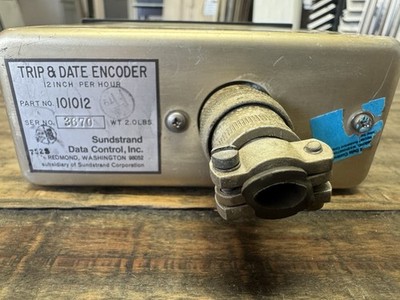 TRIP & DATE ENCODER
12 INCH PER HOUR
PART NO. 101012
SER NO. 3070 WT 2.0LBS
Sundstrand
Data Control, Inc.
REDMOND, WASHINGTON 98052
subsidiary of Sundstrand Corporation